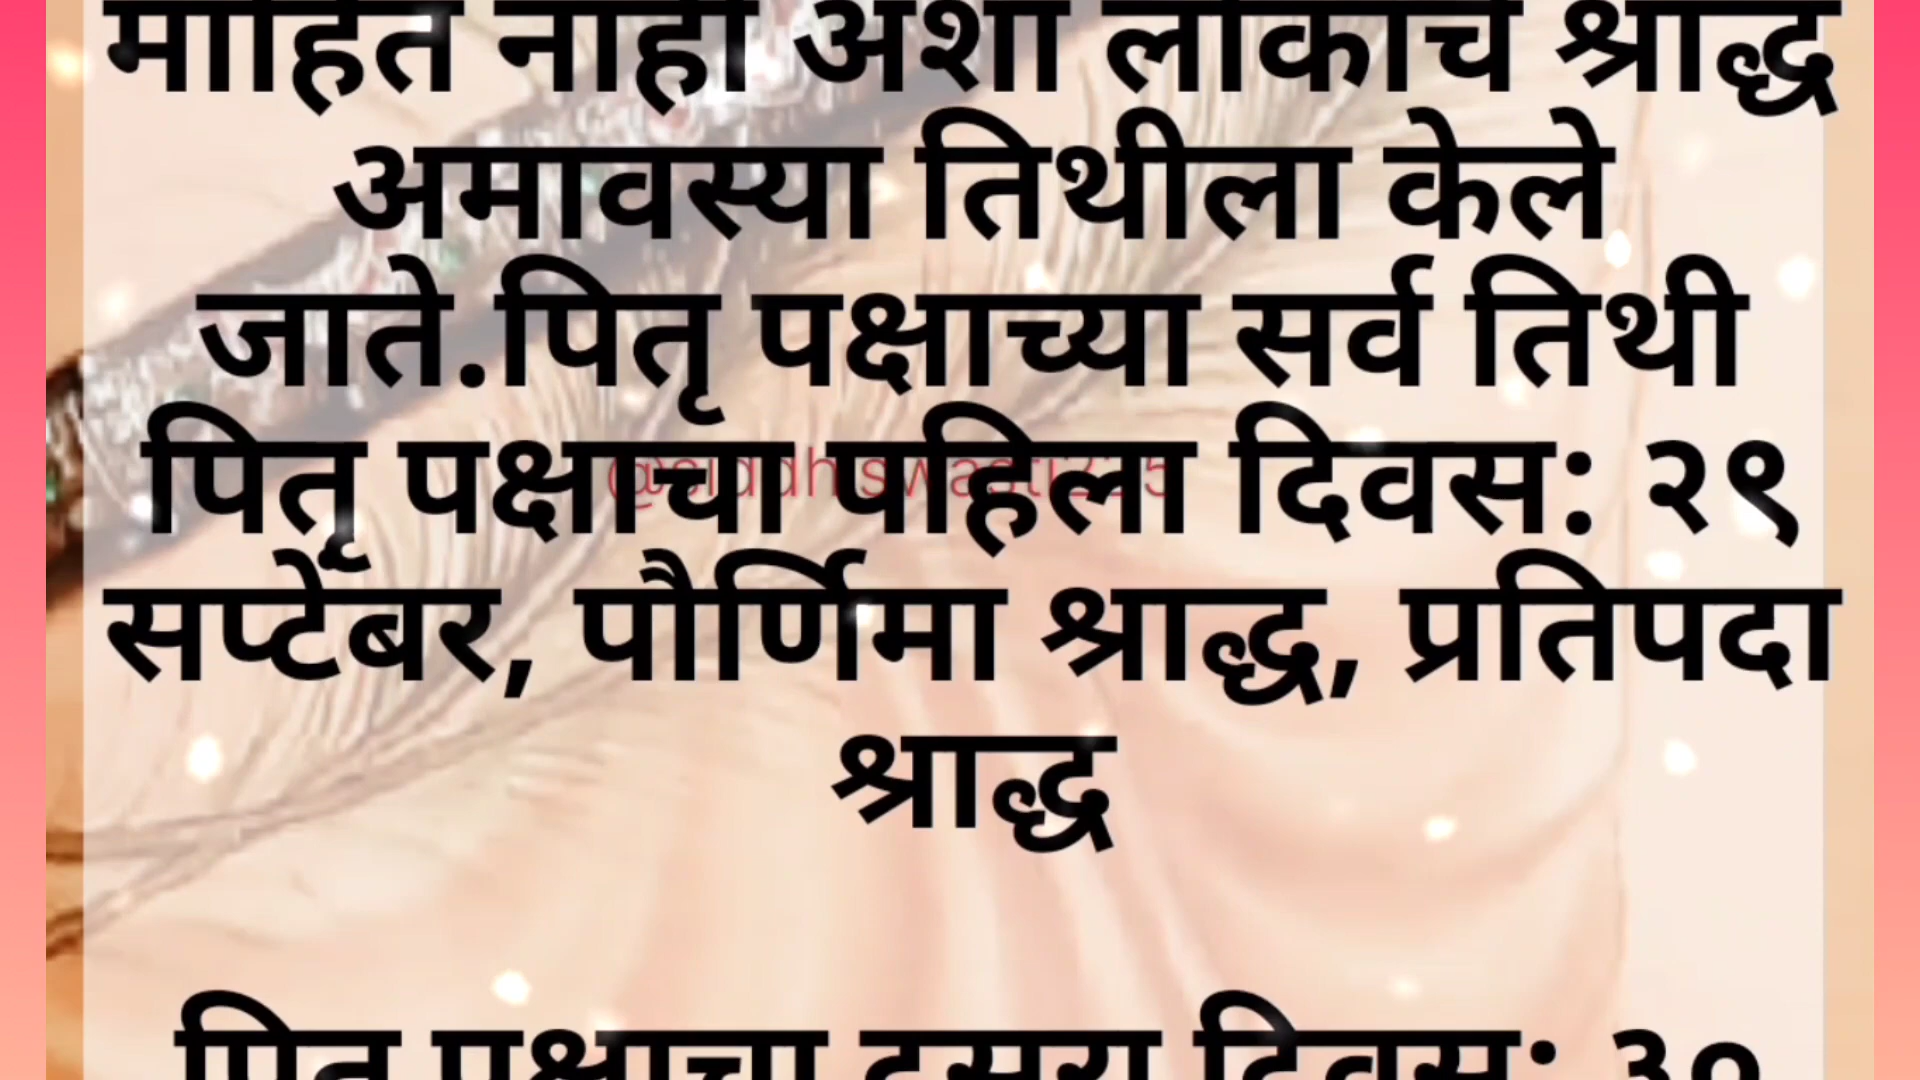 माहित नाही अशा लोकांचे श्राद्ध
अमावस्या तिथीला केले
जाते.पितृ पक्षाच्या सर्व तिथी
पितृ पक्षाचा पहिला दिवस: २९
सप्टेंबर, पौर्णिमा श्राद्ध, प्रतिपदा
श्राद्ध
पितृ पक्षाचा दुसरा दिवस: ३०